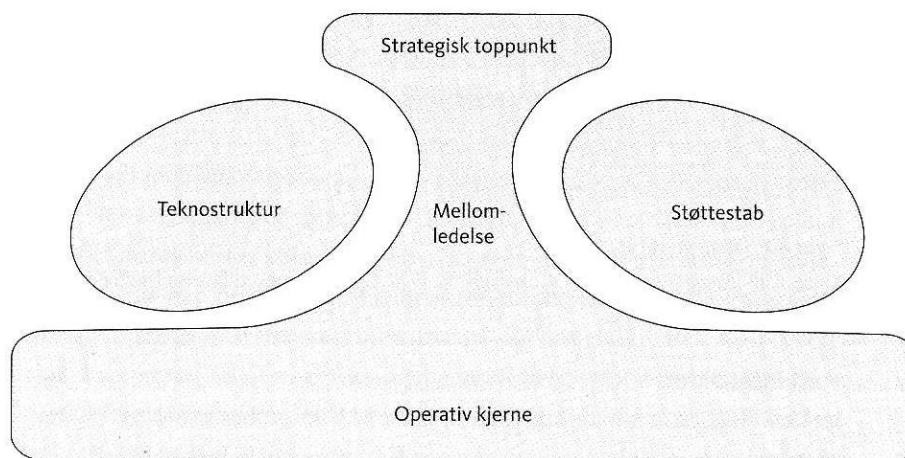 Strategisk toppunkt
Teknostruktur
Mellom-
ledelse
Støttestab
Operativ kjerne